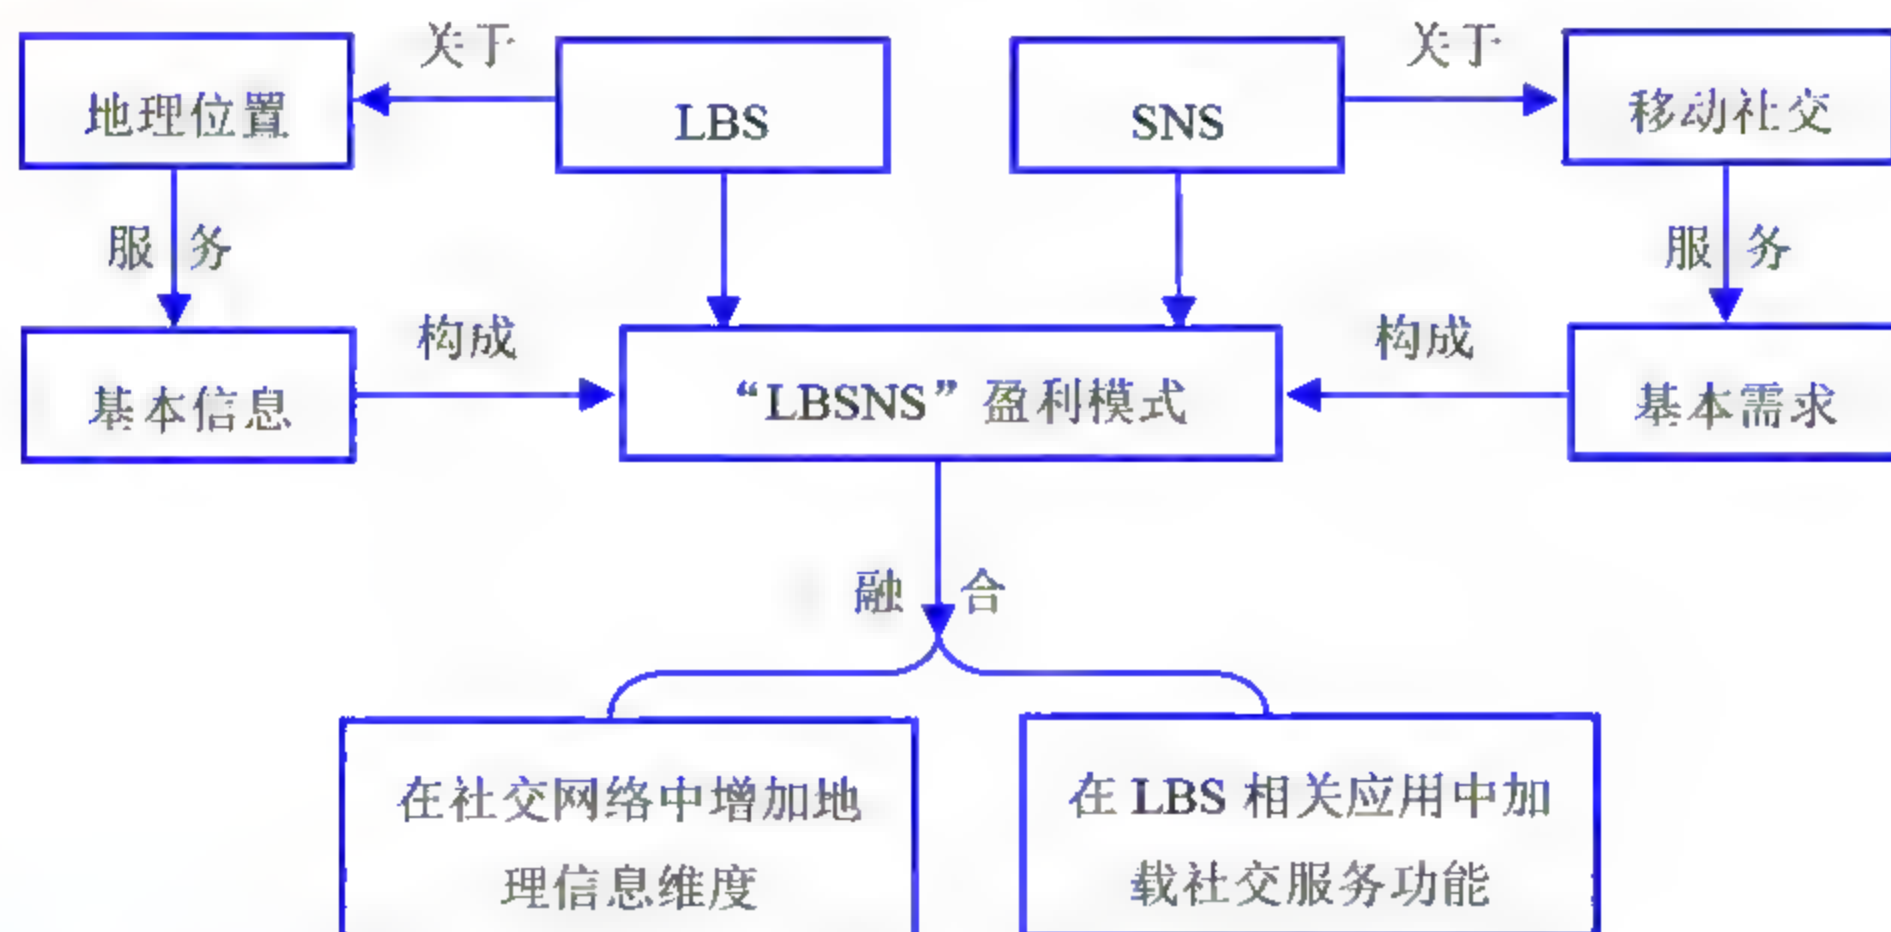 关于
关于
地理位置
LBS
SNS
移动社交
服务
服务
构成
构成
基本信息
“LBSNS”盈利模式
基本需求
融合
在社交网络中增加地
理信息维度
在 LBS 相关应用中加
载社交服务功能